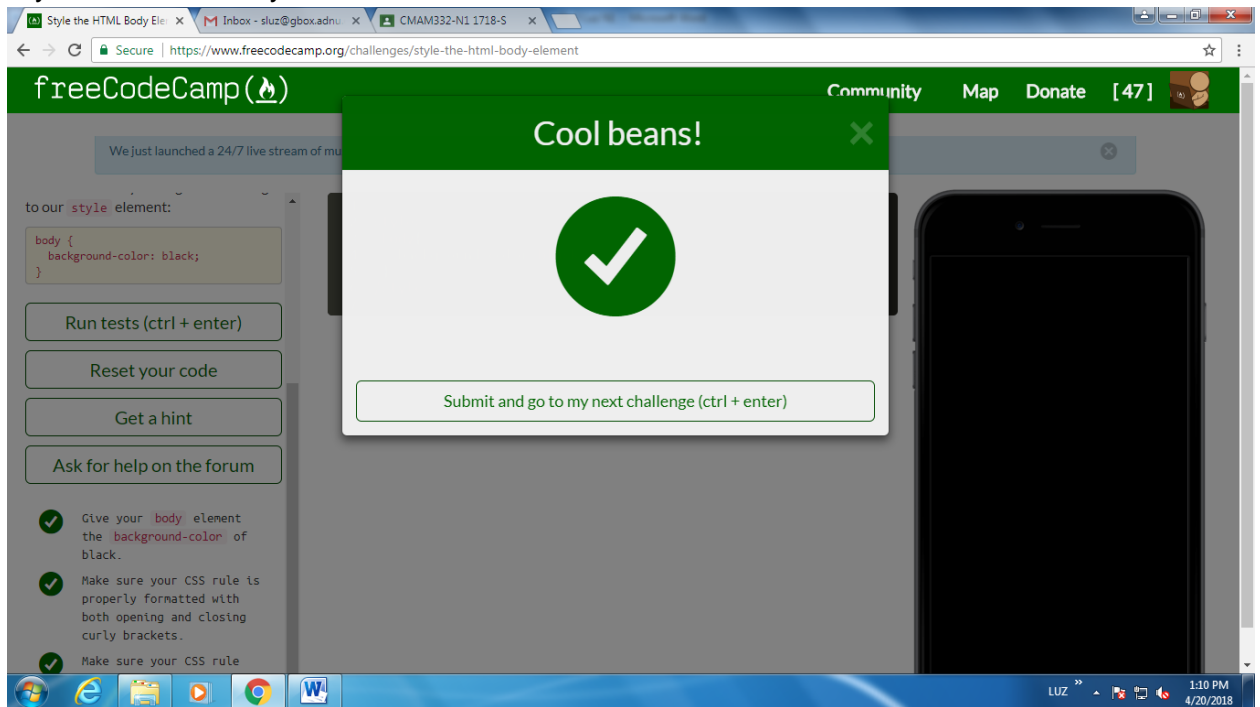 Style the HTML Body Ele
Inbox - sluz@gbox.adnu
CMAM332-N1 1718-S
Secure
https://www.freecodecamp.org/challenges/style-the-html-body-element
freeCodeCamp
Community
Map
Donate
[ 47 ]
We just launched a 24/7 live stream of mu
Cool beans!
to our style element:
body {
background-color: black;
}
Run tests (ctrl + enter)
Reset your code
Get a hint
Ask for help on the forum
Submit and go to my next challenge (ctrl + enter)
Give your body element
the background-color of
black.
Make sure your CSS rule is
properly formatted with
both opening and closing
curly brackets.
Make sure your CSS rule
LUZ
1:10 PM
4/20/2018